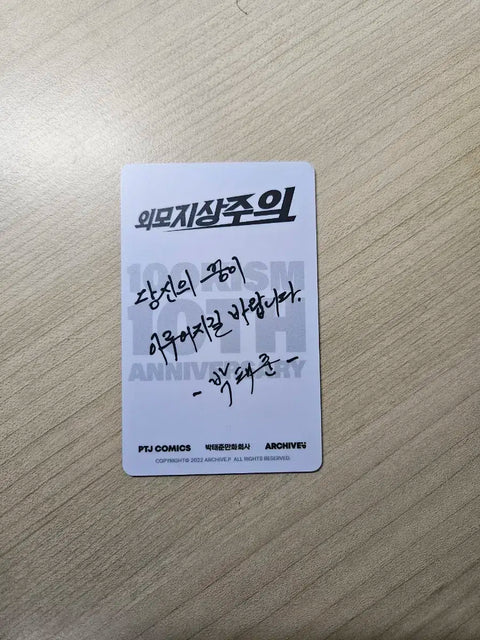 외모지상주의
100KISM
10TH
ANNIVERSARY
당신의 꿈이
이루어지길 바랍니다.
- 박태준 -
PTJ COMICS 박태준만화회사 ARCHIVE.P
COPYRIGHT© 2022 ARCHIVE.P ALL RIGHTS RESERVED.